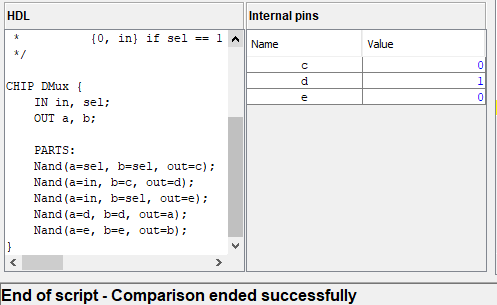 HDL
*          {0, in} if sel == 1
*/
CHIP DMux {
    IN in, sel;
    OUT a, b;
    PARTS:
    Nand(a=sel, b=sel, out=c);
    Nand(a=in, b=c, out=d);
    Nand(a=in, b=sel, out=e);
    Nand(a=d, b=d, out=a);
    Nand(a=e, b=e, out=b);
}
Internal pins
Name Value
c 0
d 1
e 0
End of script - Comparison ended successfully